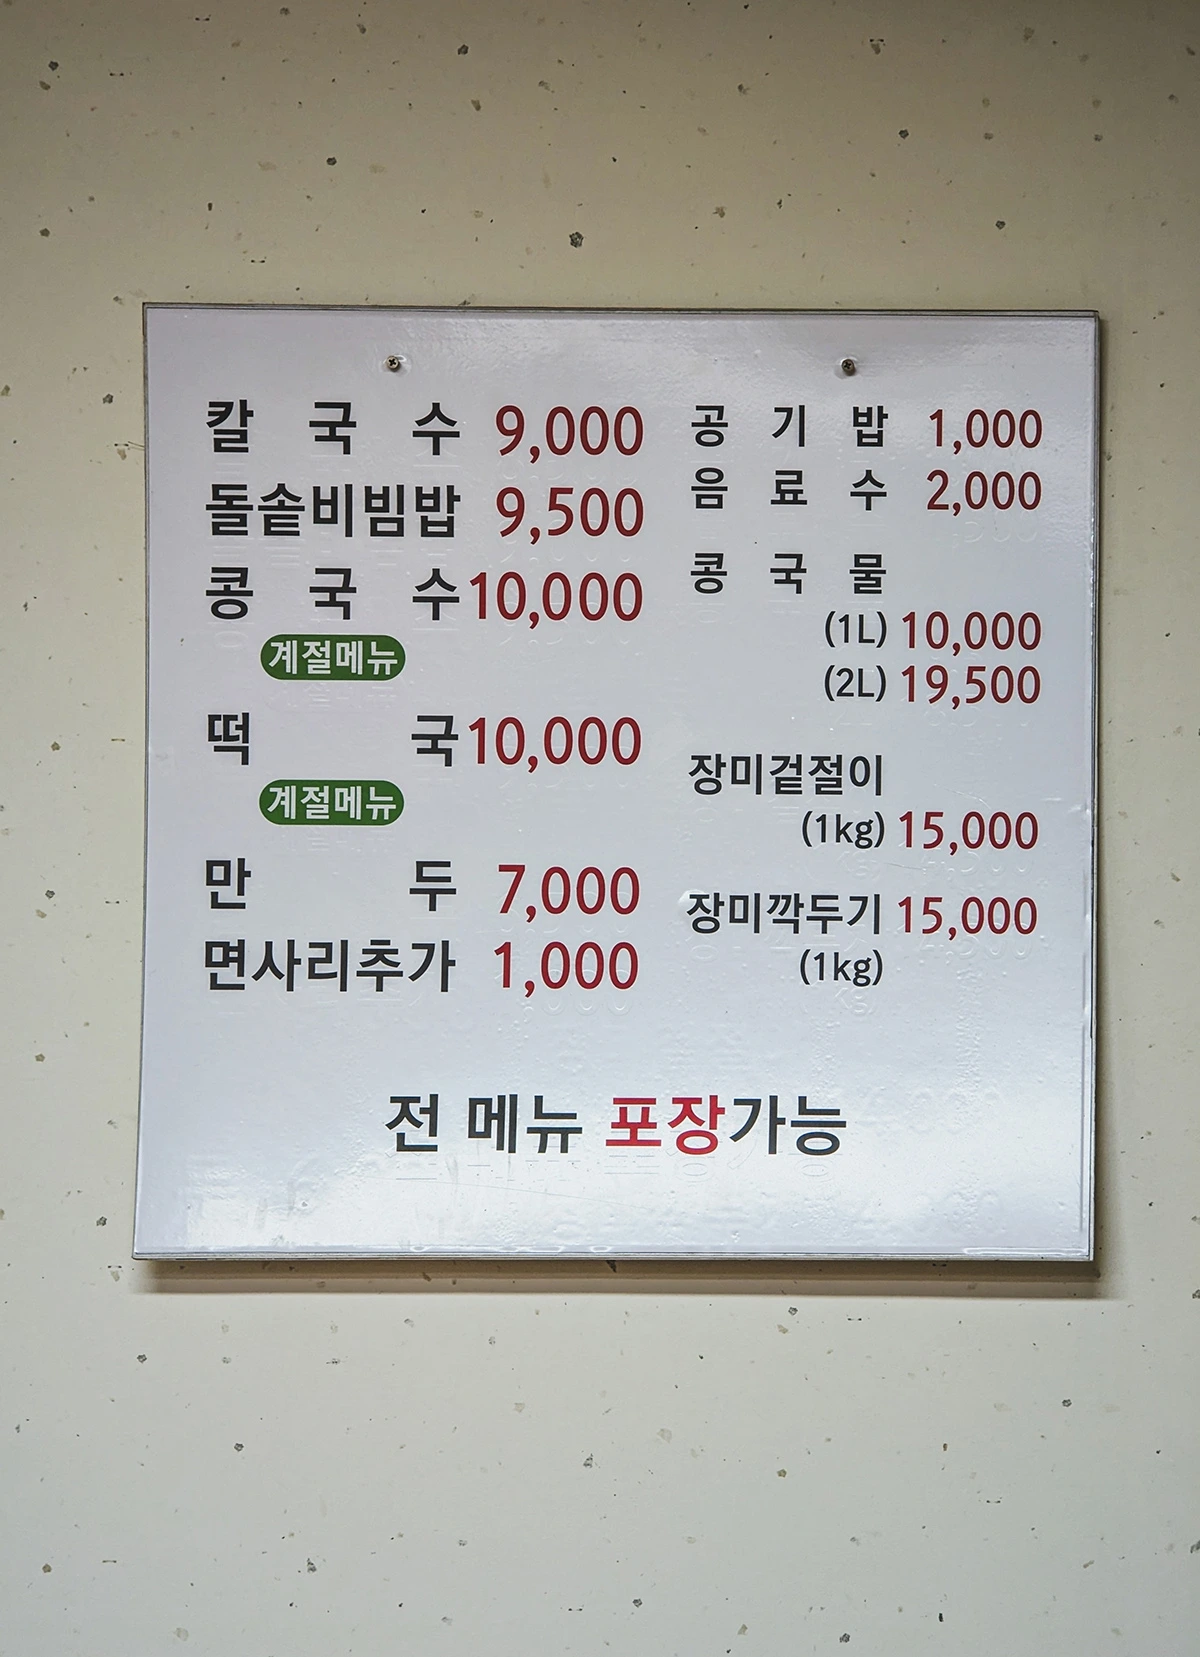 칼국수 9,000
돌솥비빔밥 9,500
콩국수 10,000
계절메뉴
떡국 10,000
계절메뉴
만두 7,000
면사리추가 1,000
공기밥 1,000
음료수 2,000
콩국물
(1L) 10,000
(2L) 19,500
장미겉절이
(1kg) 15,000
장미깍두기 15,000
(1kg)
전 메뉴 포장가능